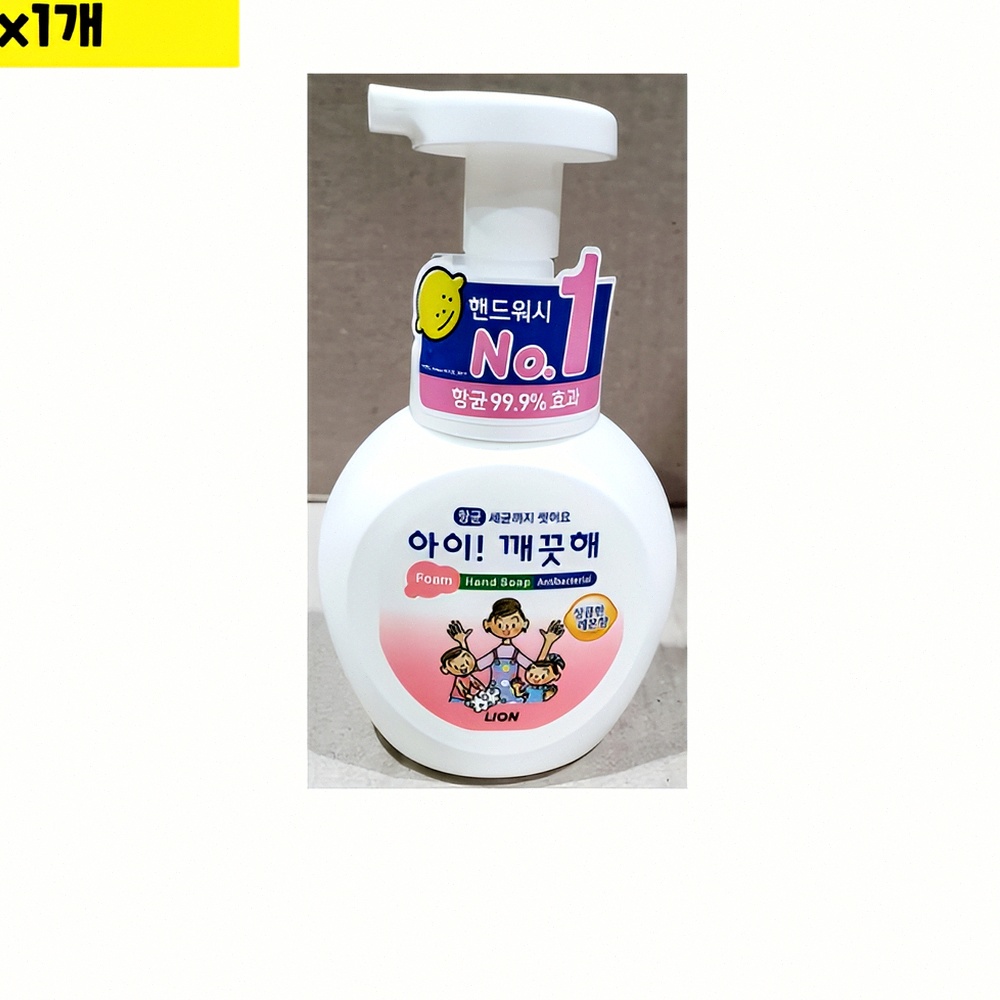 x1개
핸드워시
No.1
항균 99.9% 효과
항균 세균까지 씻어요
아이! 깨끗해
Foam Hand Soap Antibacterial
상큼한
레몬향
LION